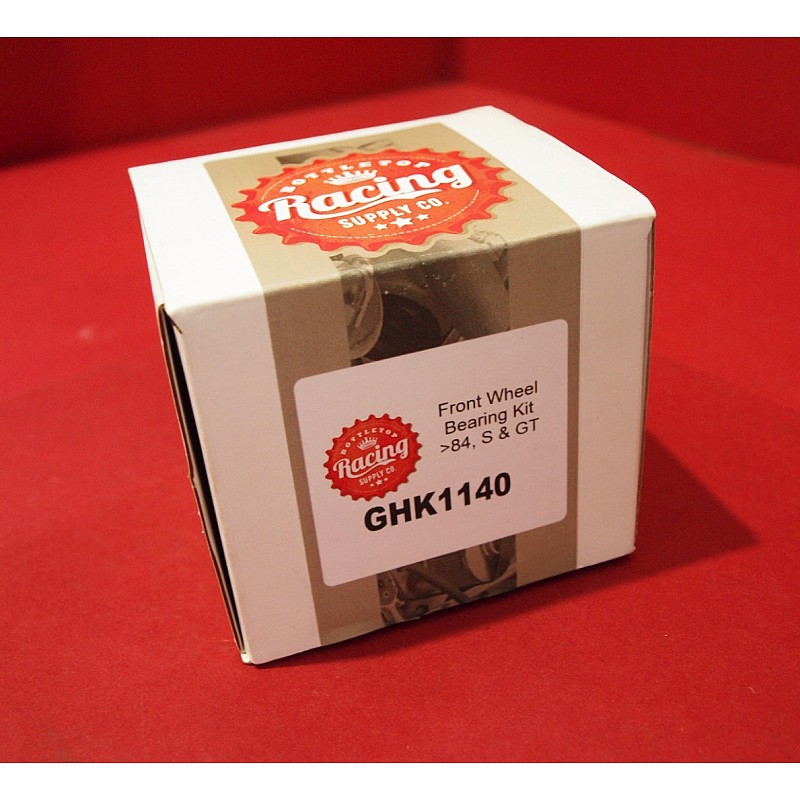 BOTTLETOP
Racing
SUPPLY CO.
Front Wheel
Bearing Kit
>84, S & GT
BOTTLETOP
Racing
SUPPLY CO.
GHK1140